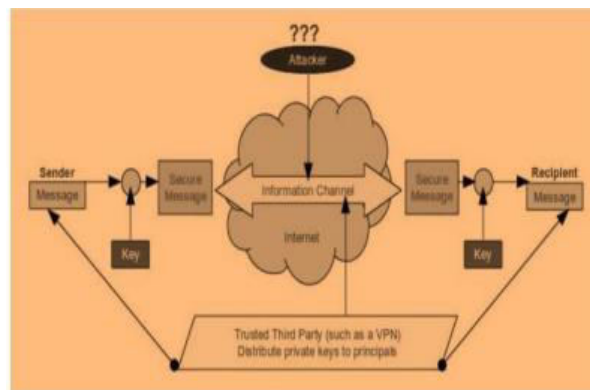 ???
Attacker
Sender
Message
Secure
Message
Information Channel
Internet
Secure
Message
Recipient
Message
Key
Key
Trusted Third Party (such as a VPN)
Distribute private keys to principals